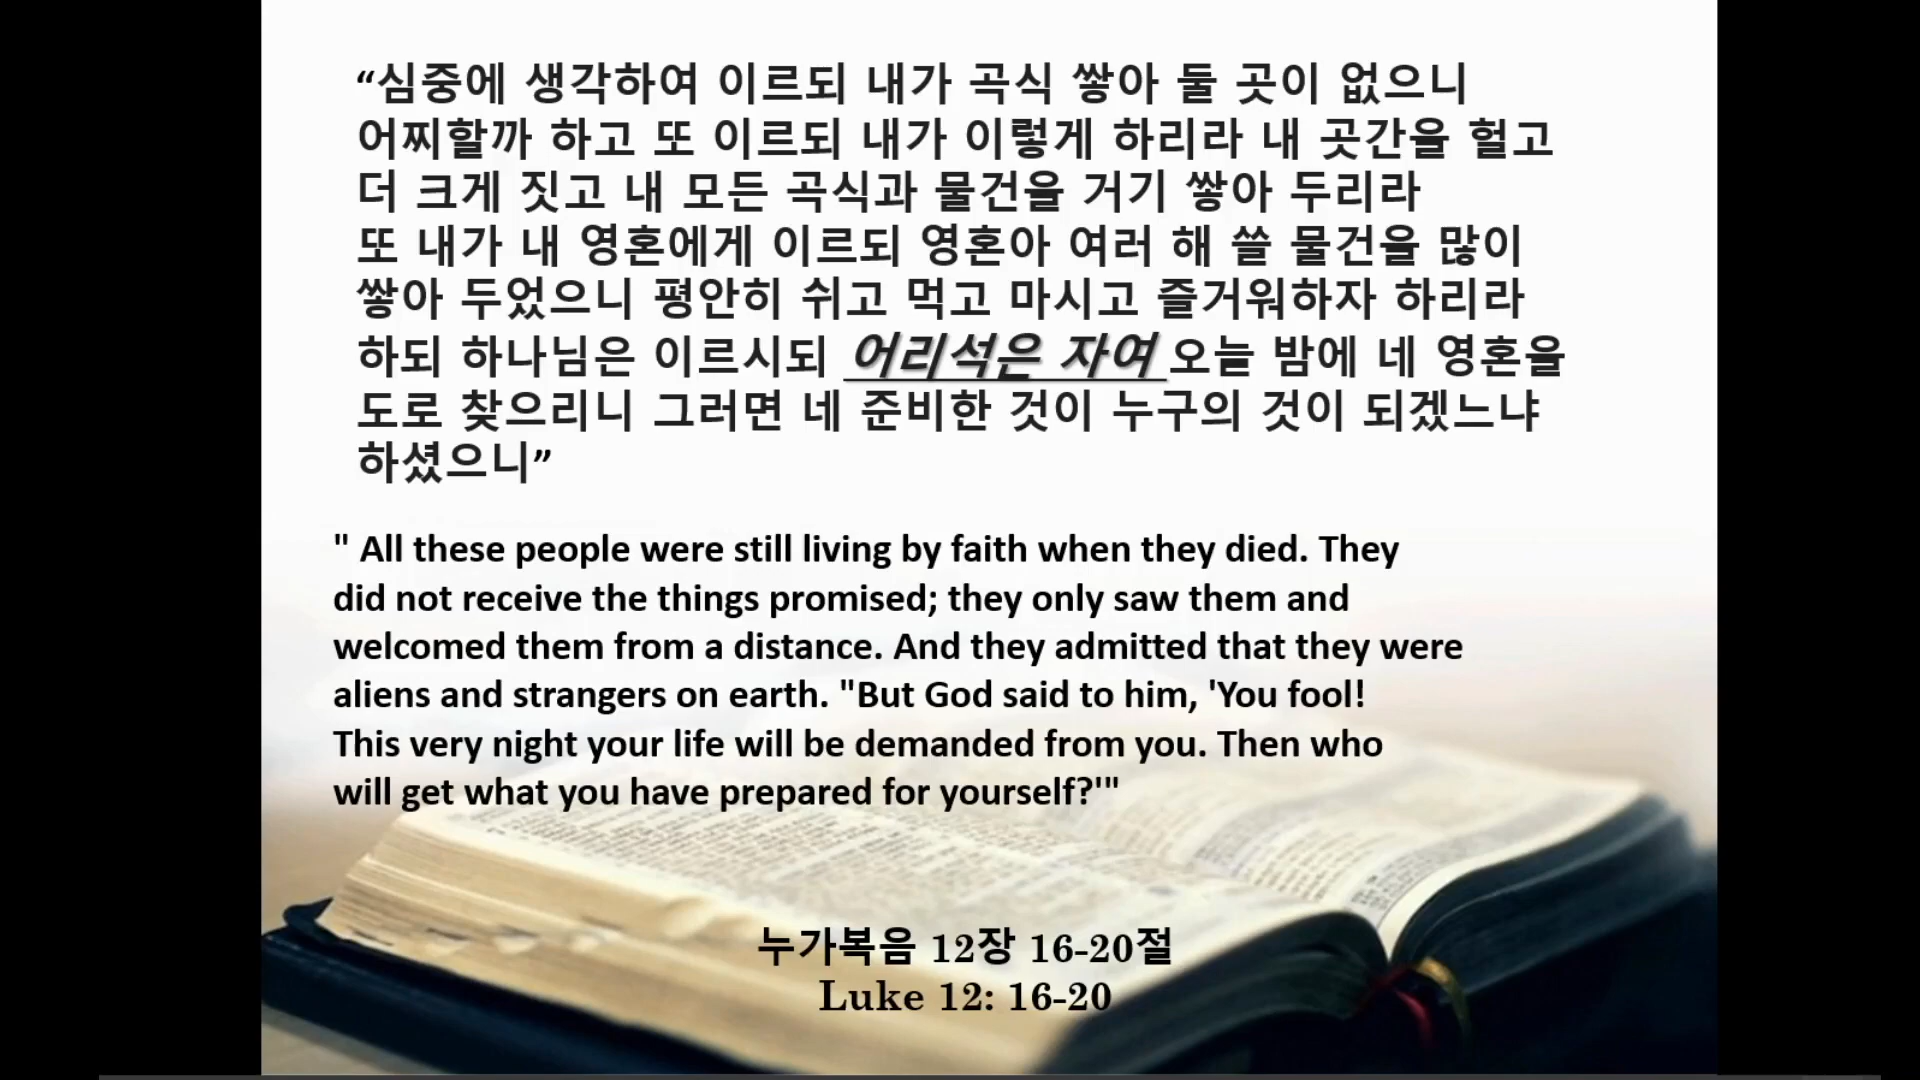 “심중에 생각하여 이르되 내가 곡식 쌓아 둘 곳이 없으니
어찌할까 하고 또 이르되 내가 이렇게 하리라 내 곳간을 헐고
더 크게 짓고 내 모든 곡식과 물건을 거기 쌓아 두리라
또 내가 내 영혼에게 이르되 영혼아 여러 해 쓸 물건을 많이
쌓아 두었으니 평안히 쉬고 먹고 마시고 즐거워하자 하리라
하되 하나님은 이르시되 어리석은 자여 오늘 밤에 네 영혼을
도로 찾으리니 그러면 네 준비한 것이 누구의 것이 되겠느냐
하셨으니”
" All these people were still living by faith when they died. They
did not receive the things promised; they only saw them and
welcomed them from a distance. And they admitted that they were
aliens and strangers on earth. "But God said to him, 'You fool!
This very night your life will be demanded from you. Then who
will get what you have prepared for yourself?'"
누가복음 12장 16-20절
Luke 12: 16-20